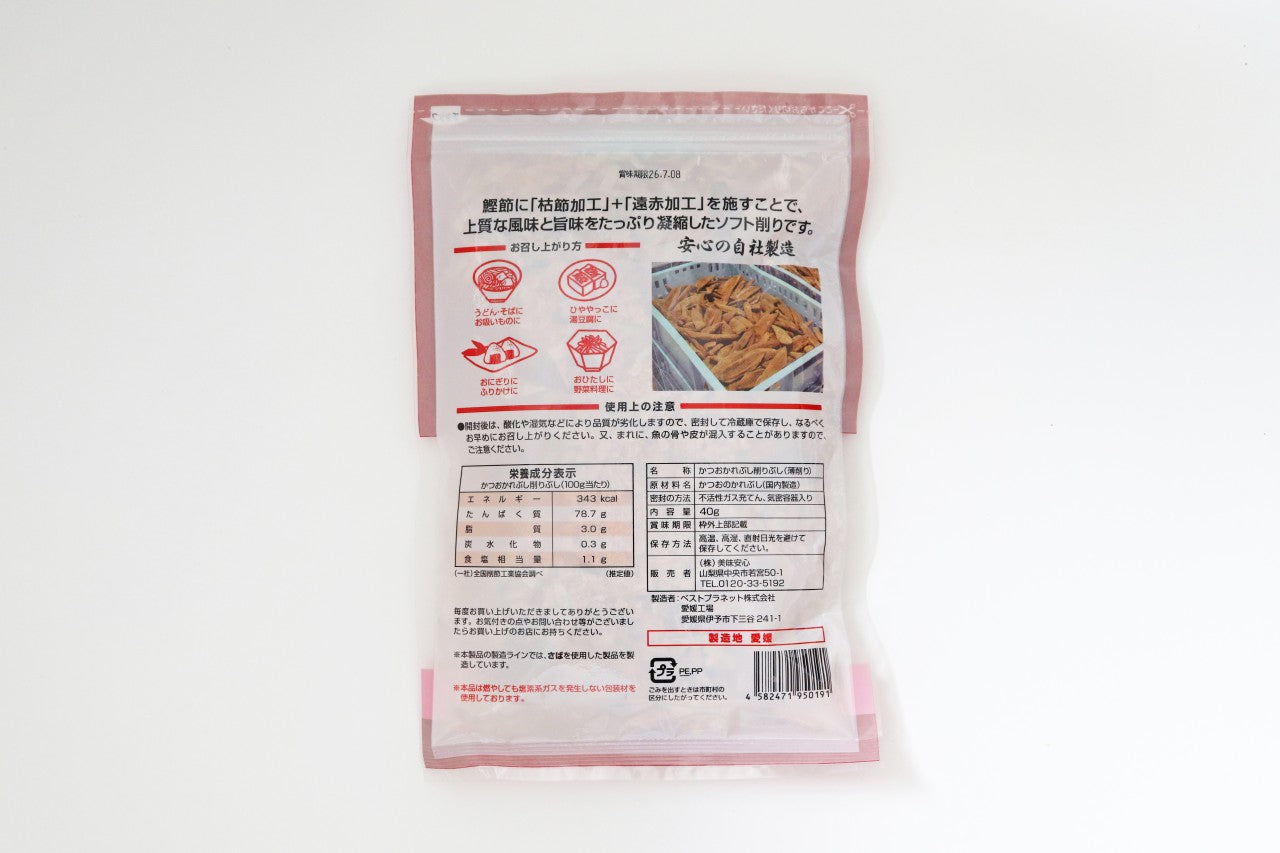 ここからお切りください
賞味期限26.7.08
鰹節に「枯節加工」+「遠赤加工」を施すことで、
上質な風味と旨味をたっぷり凝縮したソフト削りです。
お召し上がり方
安心の自社製造
うどん・そばに
お吸いものに
ひややっこに
湯豆腐に
おにぎりに
ふりかけに
おひたしに
野菜料理に
使用上の注意
●開封後は、酸化や湿気などにより品質が劣化しますので、密封して冷蔵庫で保存し、なるべく
お早めにお召し上がりください。又、まれに、魚の骨や皮が混入することがありますので、
ご注意ください。
栄養成分表示
かつおかれぶし削りぶし(100g当たり)
エネルギー 343 kcal
たんぱく質 78.7 g
脂質 3.0 g
炭水化物 0.3 g
食塩相当量 1.1 g
(一社)全国削節工業協会調べ (推定値)
名称 かつおかれぶし削りぶし(薄削り)
原材料名 かつおのかれぶし(国内製造)
密封の方法 不活性ガス充てん、気密容器入り
内容量 40g
賞味期限 枠外上部記載
保存方法 高温、高湿、直射日光を避けて
保存してください。
販売者 (株)美味安心
山梨県中央市若宮50-1
TEL.0120-33-5192
製造者:ベストプラネット株式会社
愛媛工場
愛媛県伊予市下三谷 241-1
製造地 愛媛
毎度お買い上げいただきましてありがとうござい
ます。お気付きの点やお問い合わせ等がございまし
たらお買い上げのお店にお持ちください。
※本製品の製造ラインでは、さばを使用した製品を製
造しています。
※本品は燃やしても塩素系ガスを発生しない包装材を
使用しております。
プラ PE,PP
ごみを出すときは市町村の
区分にしたがってください。
4 582471 950191